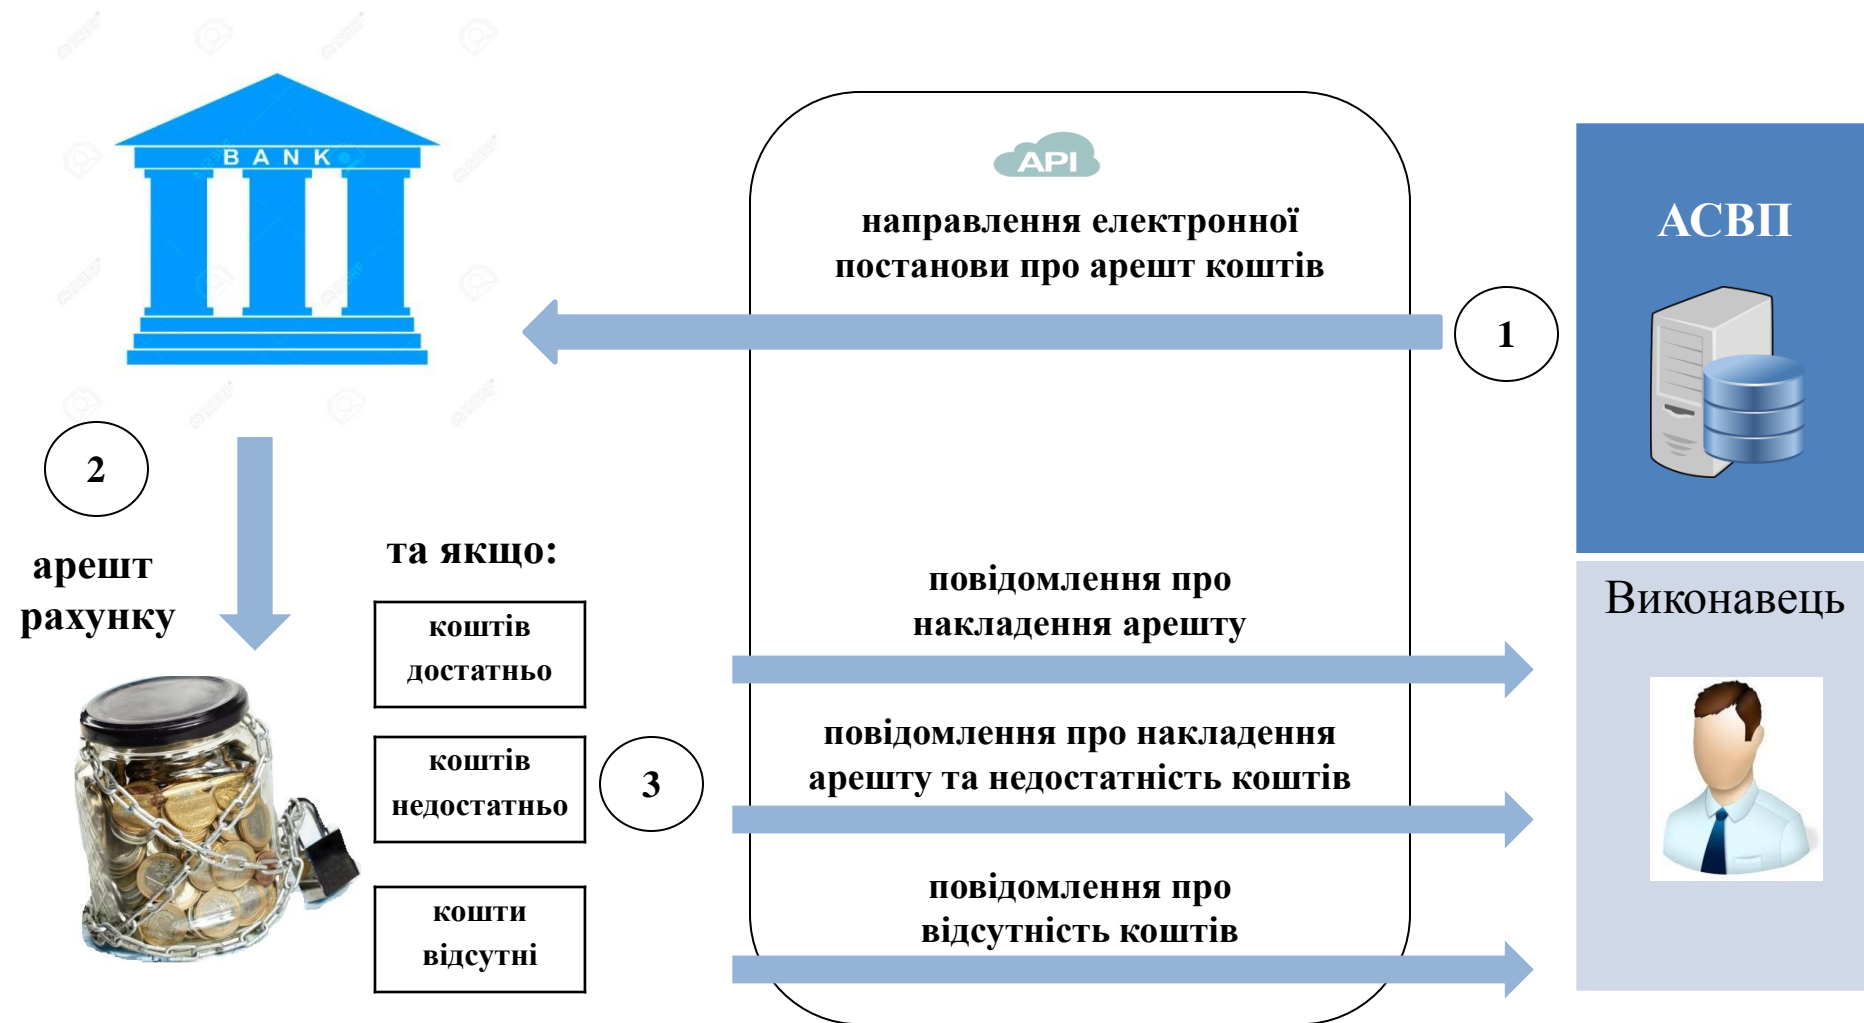 BANK
API
направлення електронної
постанови про арешт коштів
1
АСВП
2
арешт
рахунку
та якщо:
коштів
достатньо
коштів
недостатньо
кошти
відсутні
3
повідомлення про
накладення арешту
повідомлення про накладення
арешту та недостатність коштів
повідомлення про
відсутність коштів
Виконавець